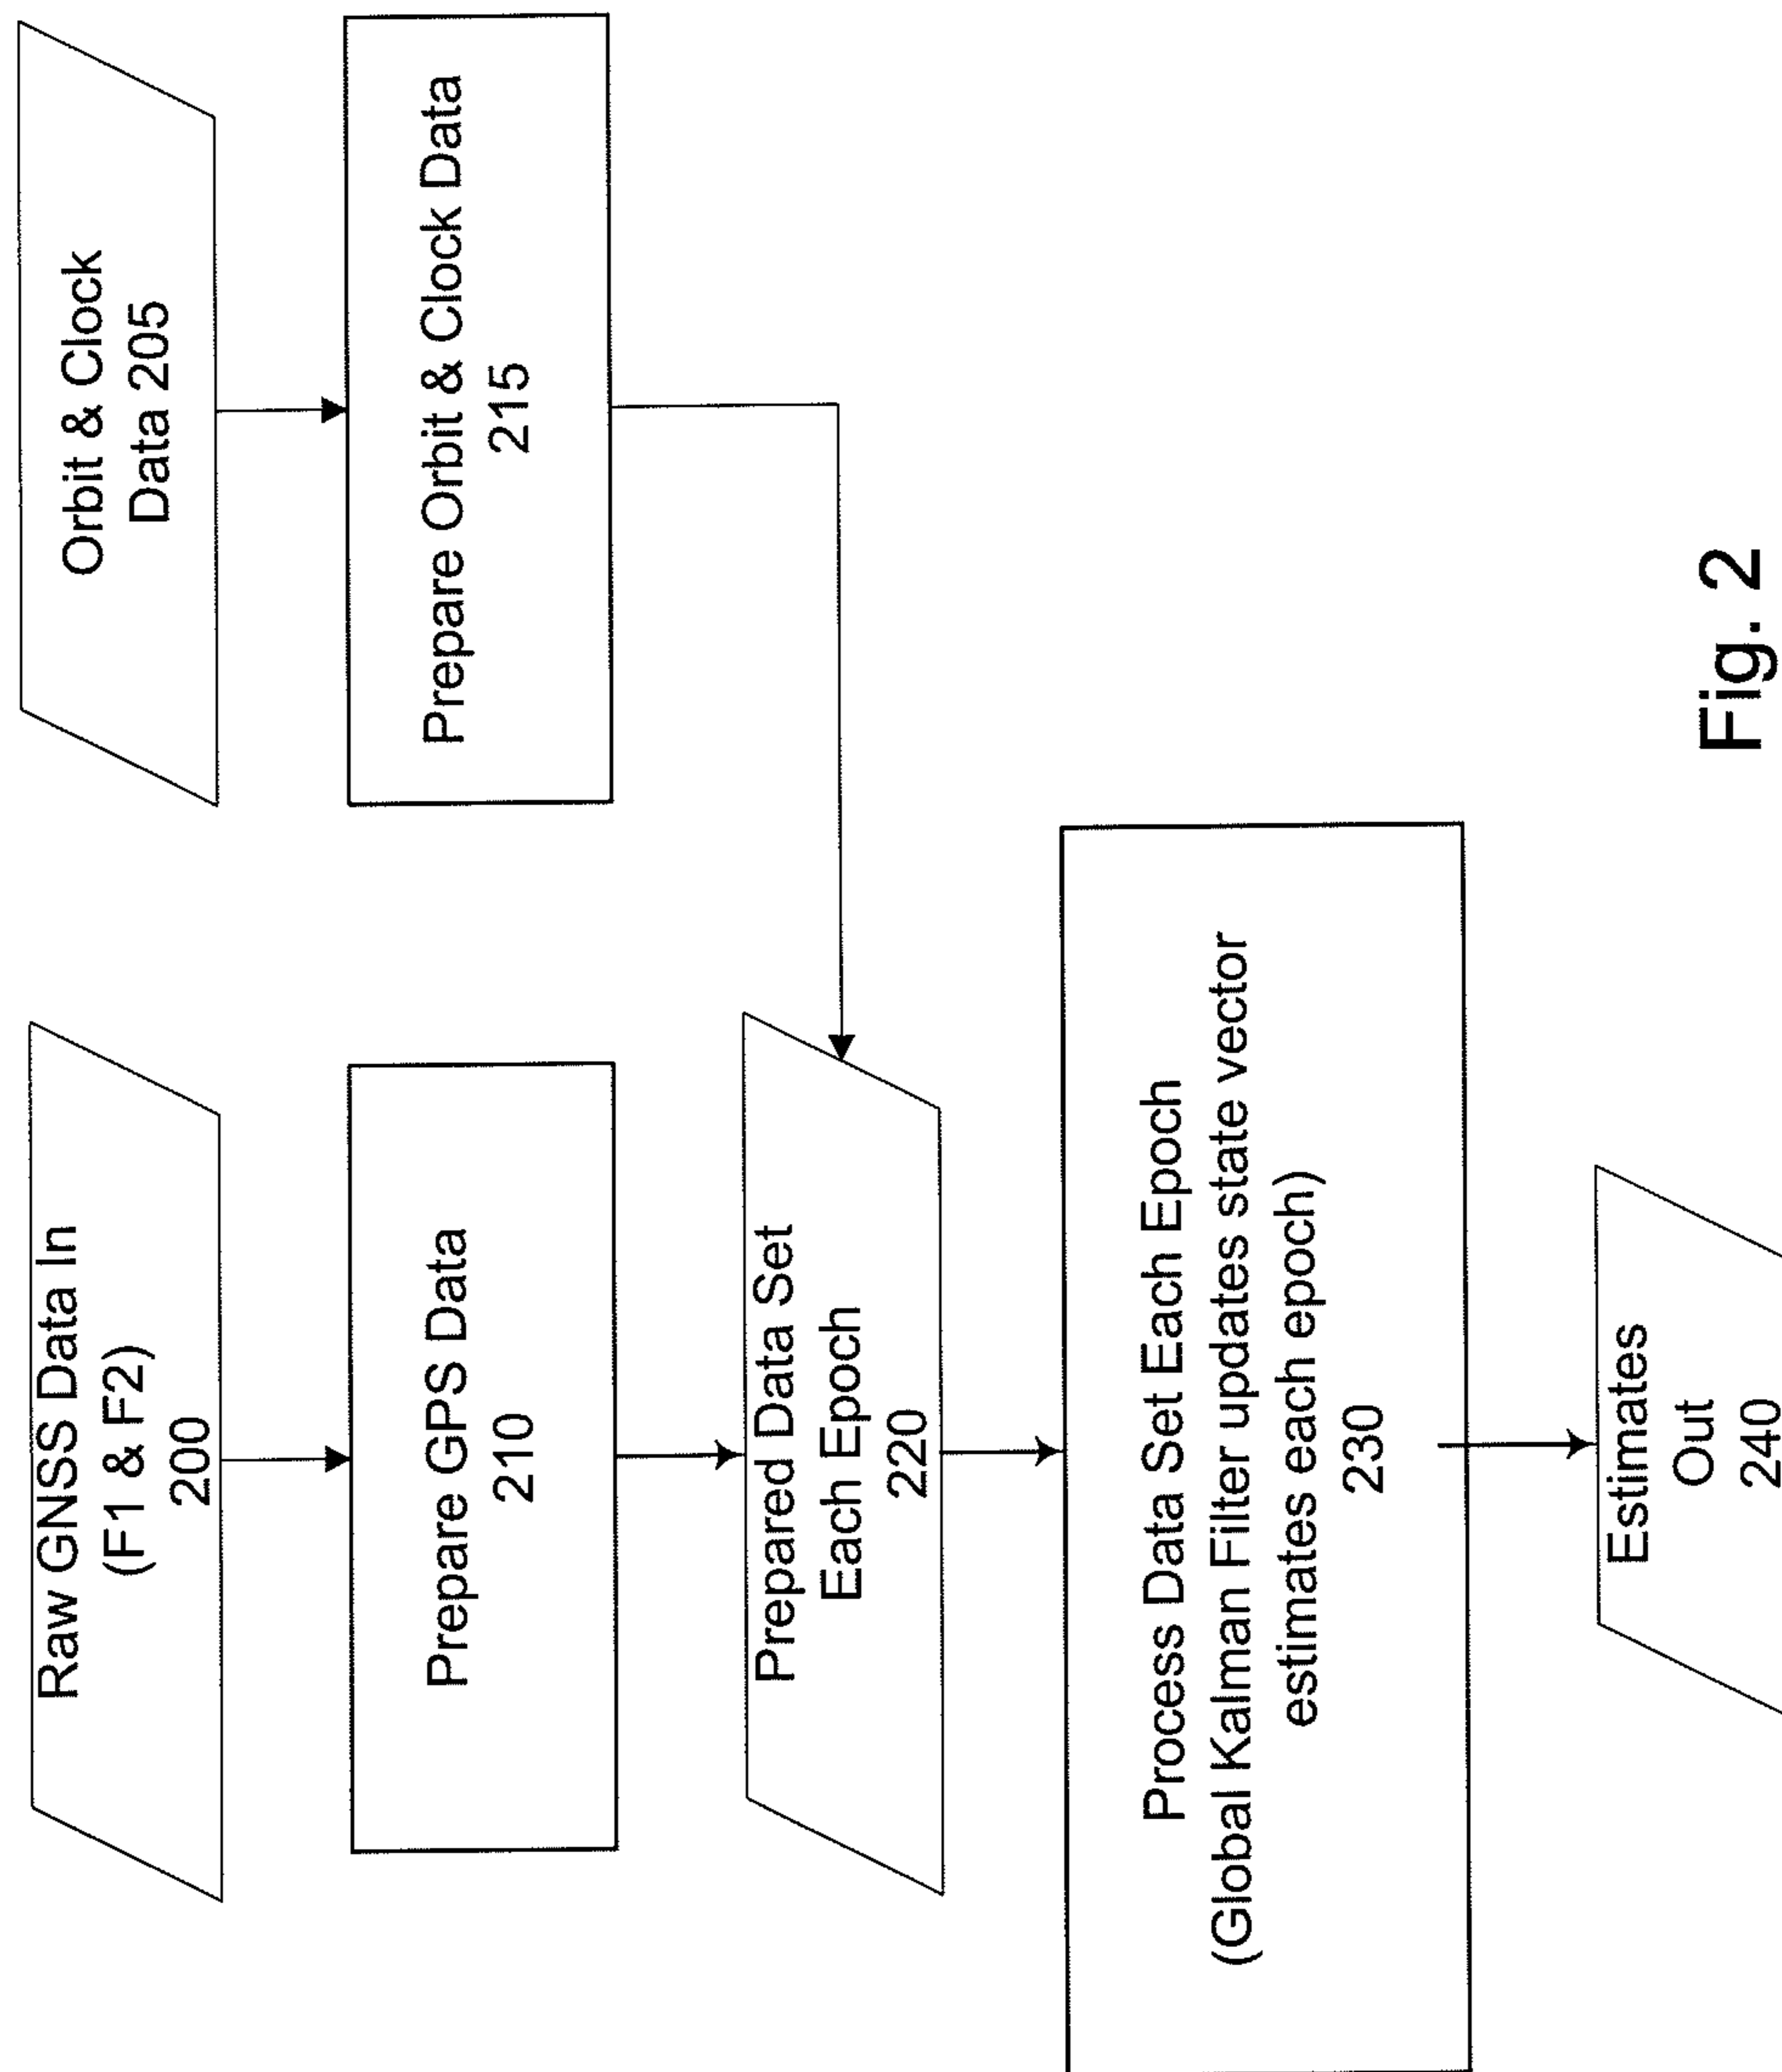 Raw GNSS Data In
(F1 & F2)
200
Orbit & Clock
Data 205
Prepare GPS Data
210
Prepare Orbit & Clock Data
215
Prepared Data Set
Each Epoch
220
Process Data Set Each Epoch
(Global Kalman Filter updates state vector
estimates each epoch)
230
Estimates
Out
240
Fig. 2